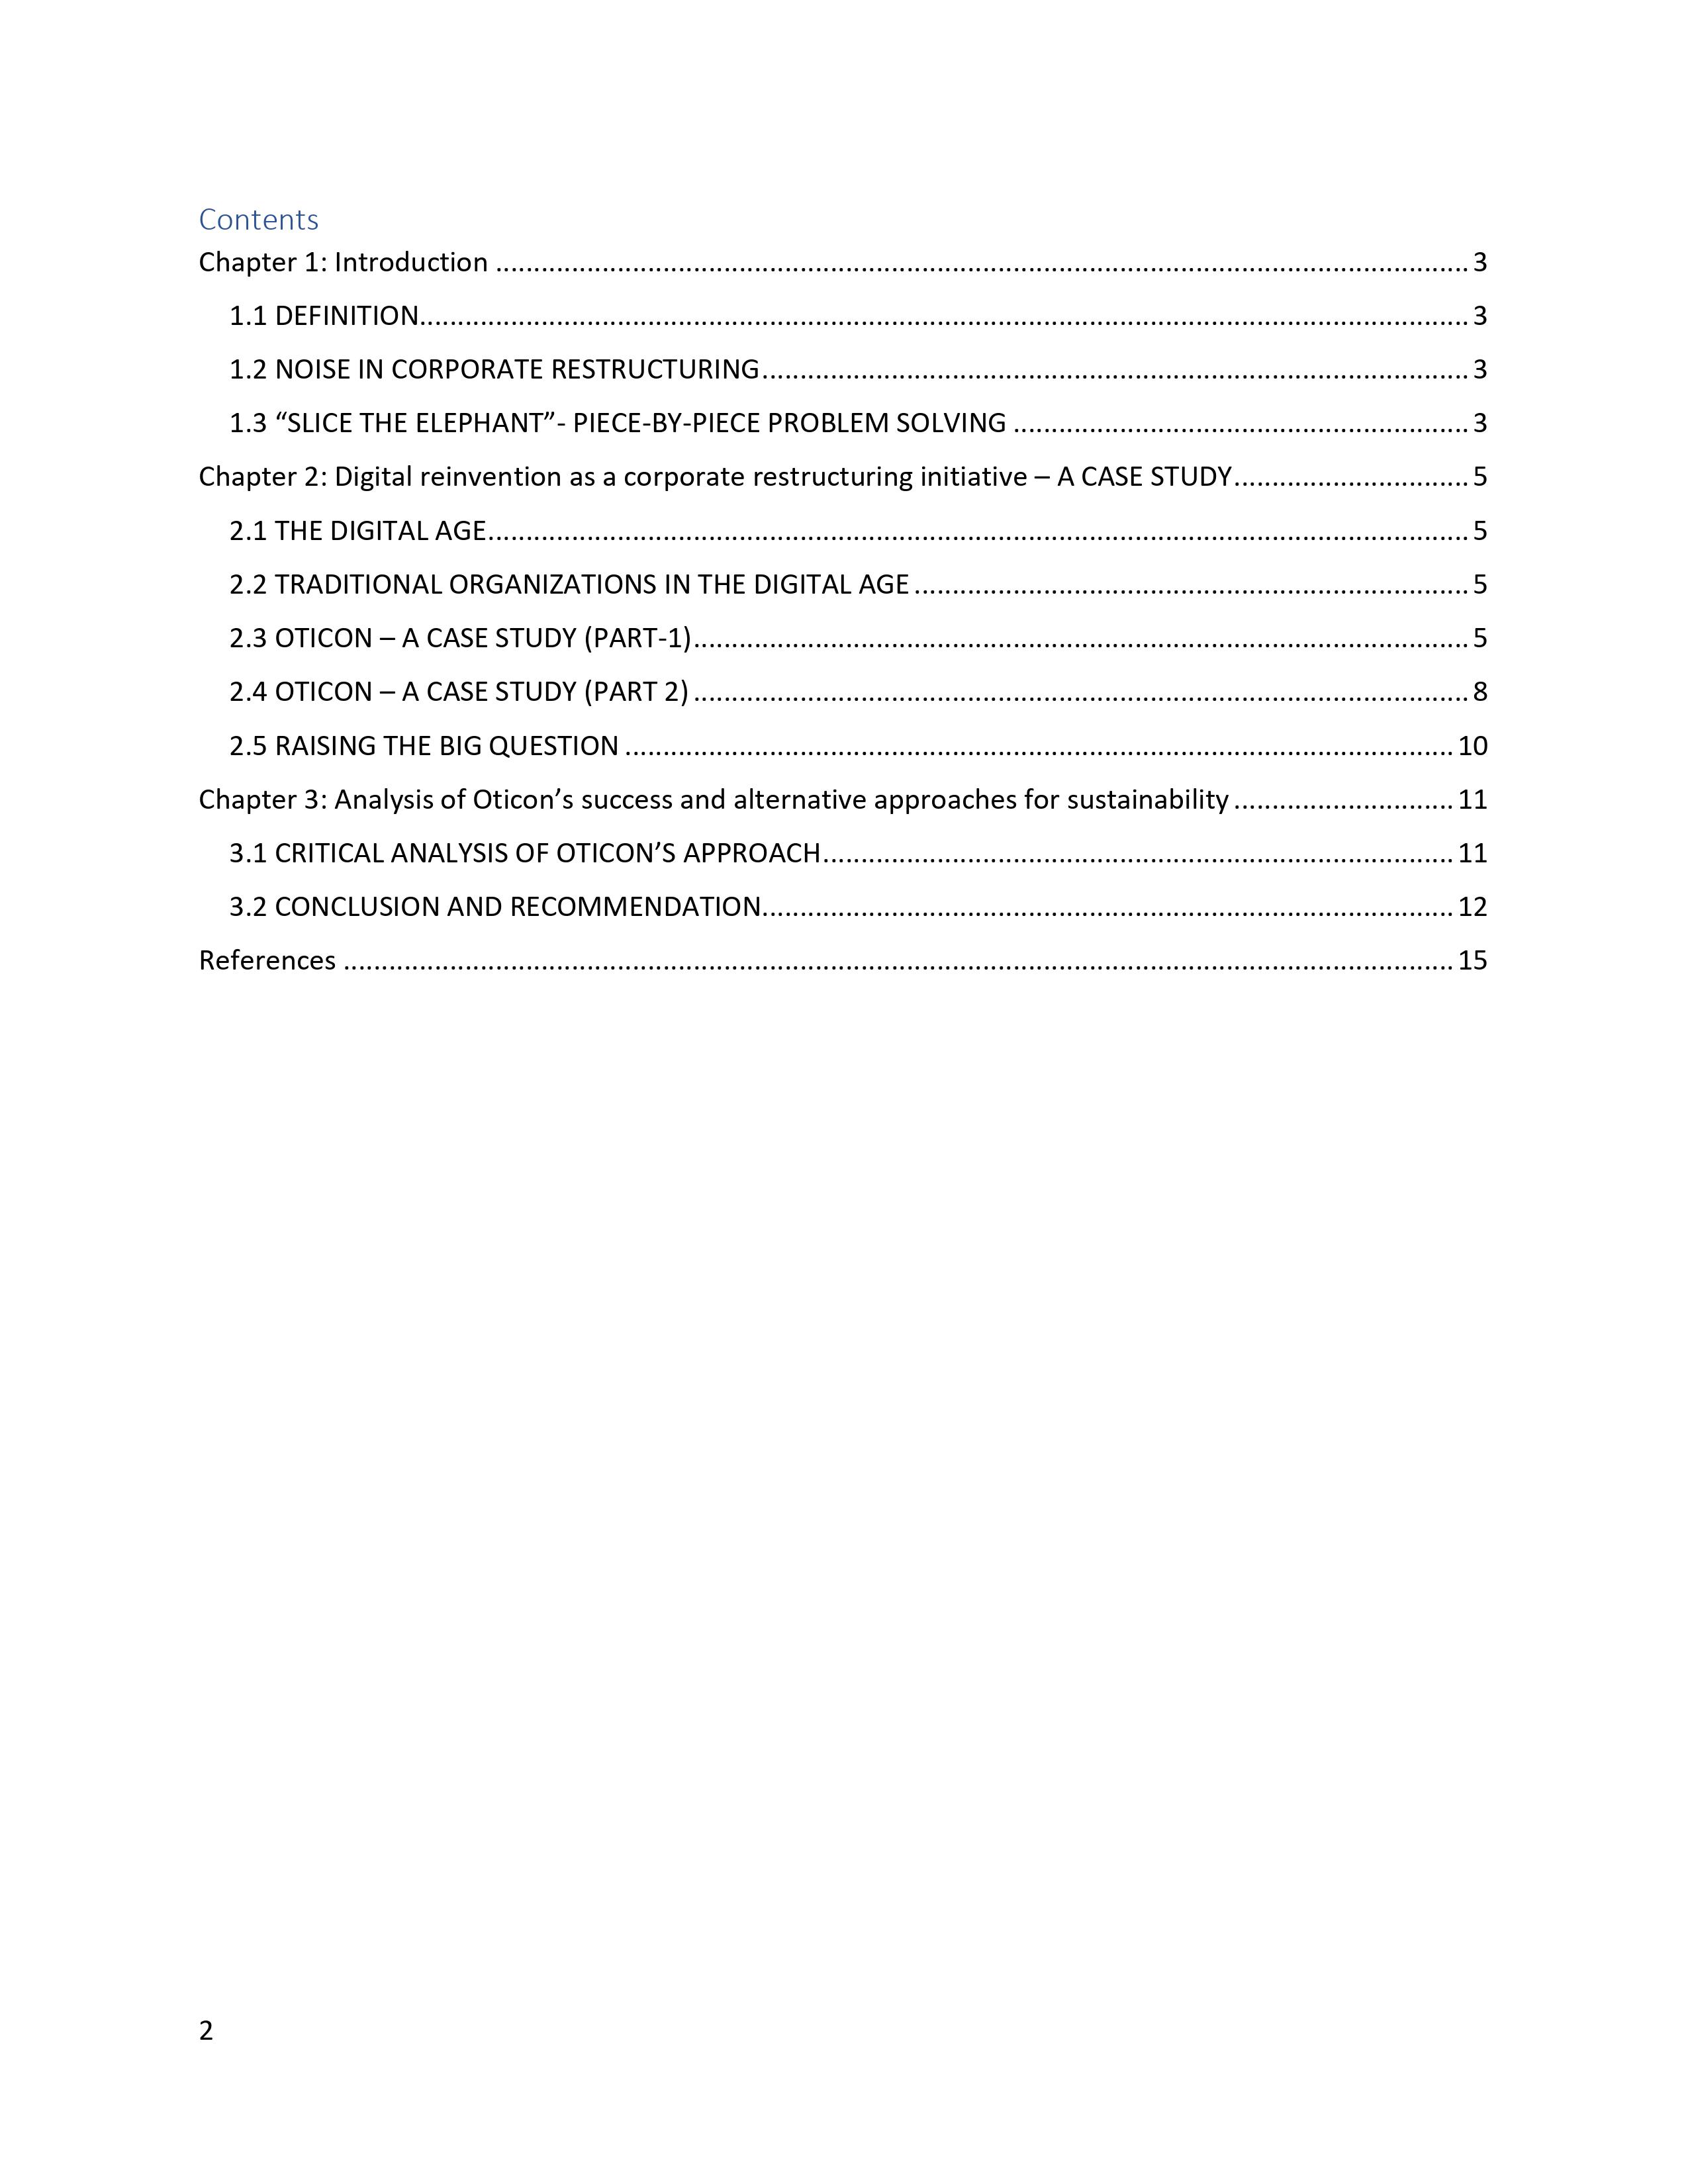 Contents
Chapter 1: Introduction ........ 3
1.1 DEFINITION ........ 3
1.2 NOISE IN CORPORATE RESTRUCTURING ........ 3
1.3 “SLICE THE ELEPHANT”- PIECE-BY-PIECE PROBLEM SOLVING ........ 3
Chapter 2: Digital reinvention as a corporate restructuring initiative – A CASE STUDY ........ 5
2.1 THE DIGITAL AGE ........ 5
2.2 TRADITIONAL ORGANIZATIONS IN THE DIGITAL AGE ........ 5
2.3 OTICON – A CASE STUDY (PART-1) ........ 5
2.4 OTICON – A CASE STUDY (PART 2) ........ 8
2.5 RAISING THE BIG QUESTION ........ 10
Chapter 3: Analysis of Oticon’s success and alternative approaches for sustainability ........ 11
3.1 CRITICAL ANALYSIS OF OTICON’S APPROACH ........ 11
3.2 CONCLUSION AND RECOMMENDATION ........ 12
References ........ 15
2